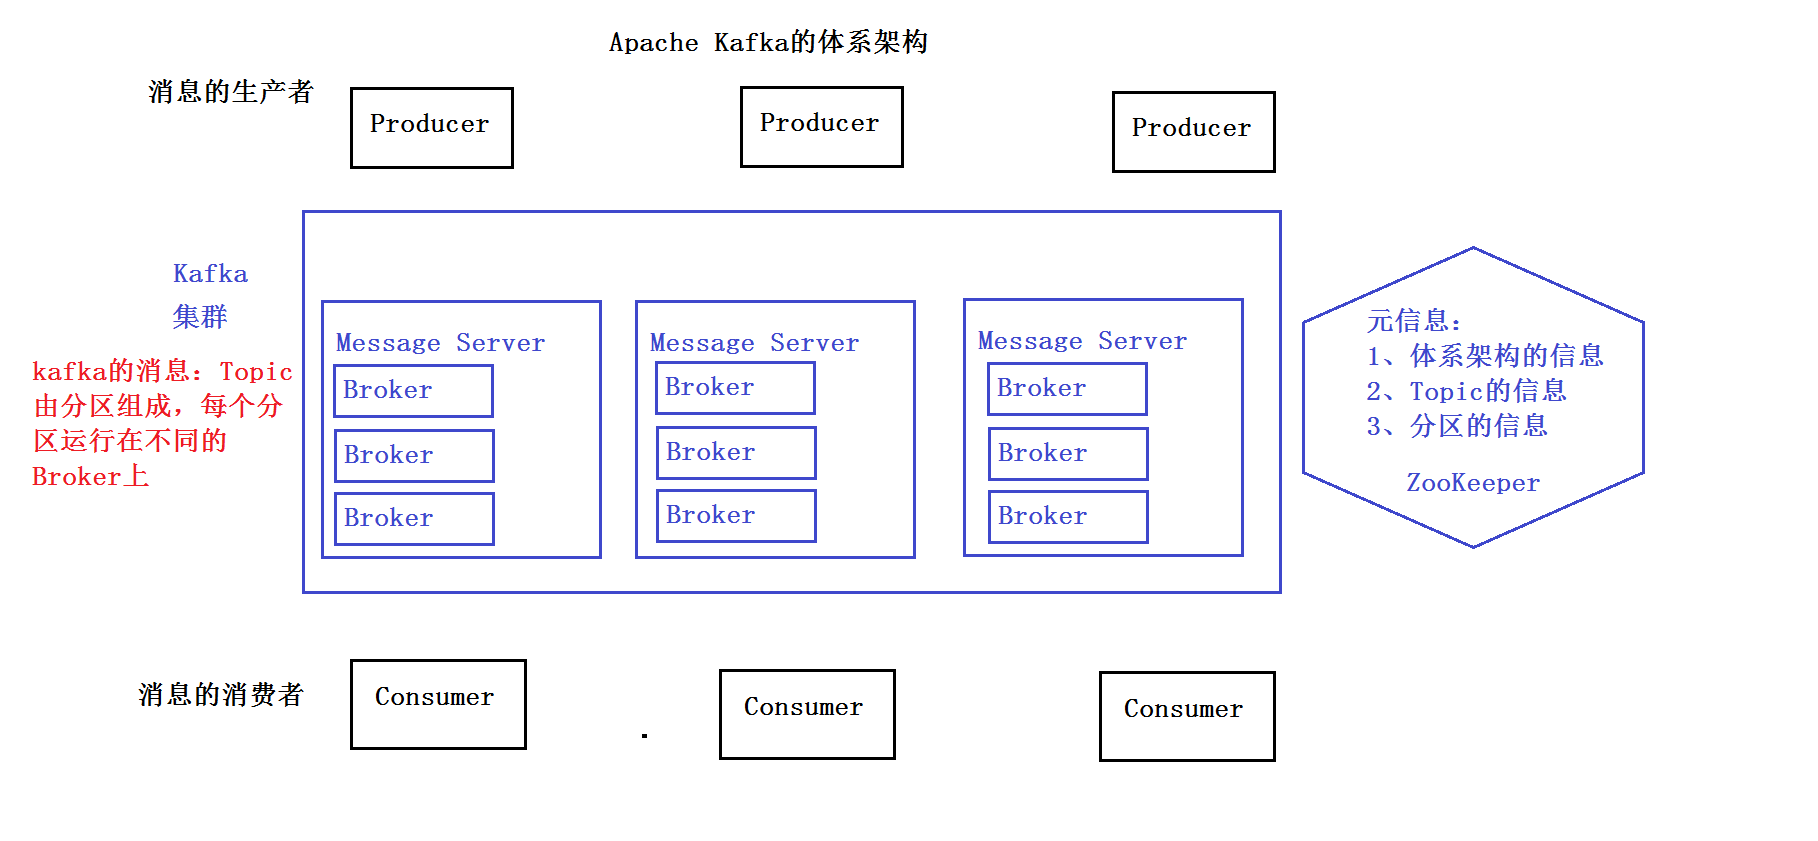 Apache Kafka的体系架构
消息的生产者
Producer
Producer
Producer
Kafka
集群
kafka的消息：Topic
由分区组成，每个分
区运行在不同的
Broker上
Message Server
Broker
Broker
Broker
Message Server
Broker
Broker
Broker
Message Server
Broker
Broker
Broker
元信息：
1、体系架构的信息
2、Topic的信息
3、分区的信息
ZooKeeper
消息的消费者
Consumer
Consumer
Consumer